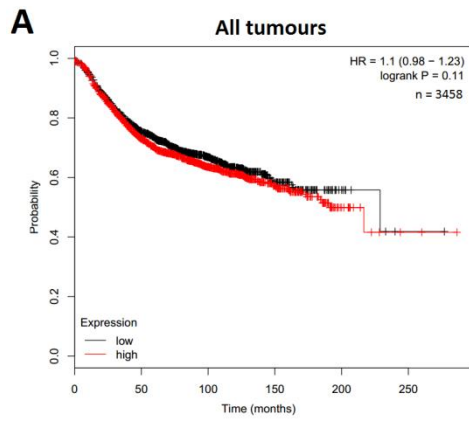 A
All tumours
HR = 1.1 (0.98 − 1.23)
logrank P = 0.11
n = 3458
Probability
1.0
0.8
0.6
0.4
0.2
0.0
Expression
low
high
0
50
100
150
200
250
Time (months)